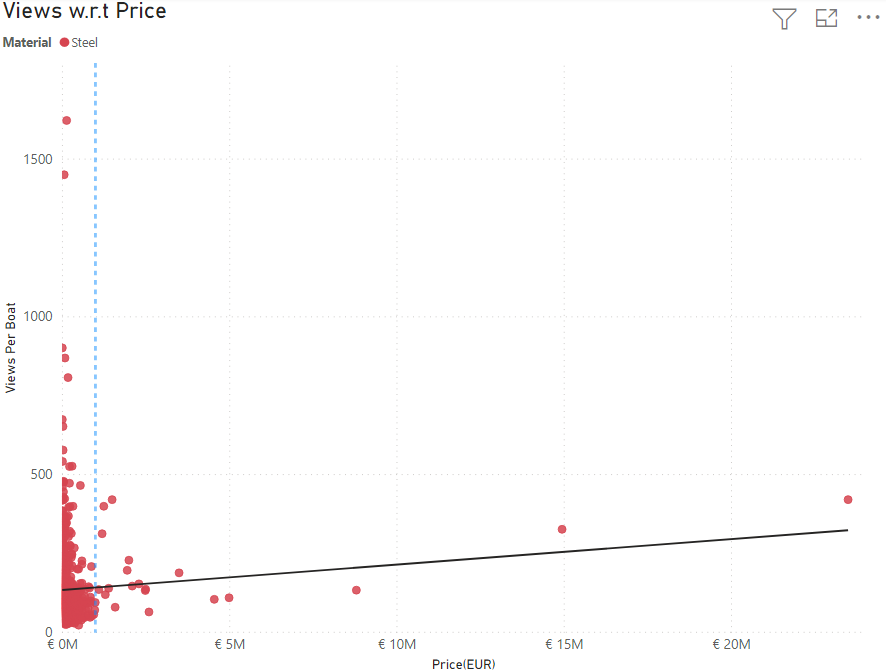 Views w.r.t Price
Material Steel
1500
1000
500
0
Views Per Boat
€ 0M € 5M € 10M € 15M € 20M
Price(EUR)